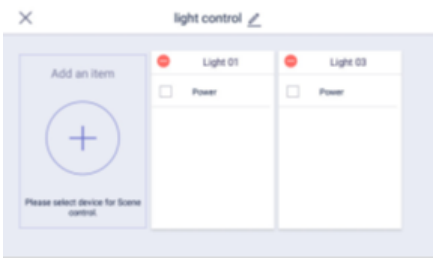 light control
Add an item
Light 01
Light 03
Power
Power
Please select device for Scene
control.